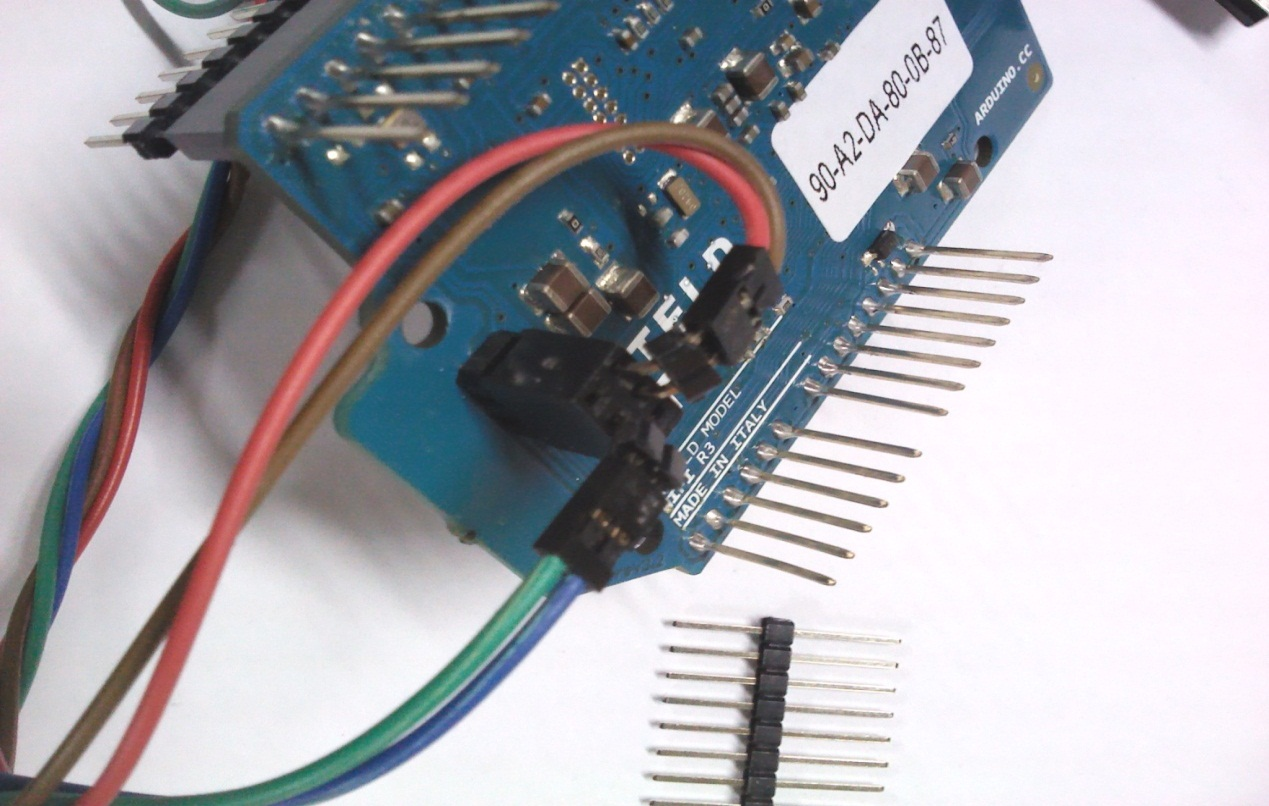 90-A2-DA-80-0B-87
ARDUINO.CC
MODEL
R3
MADE IN ITALY